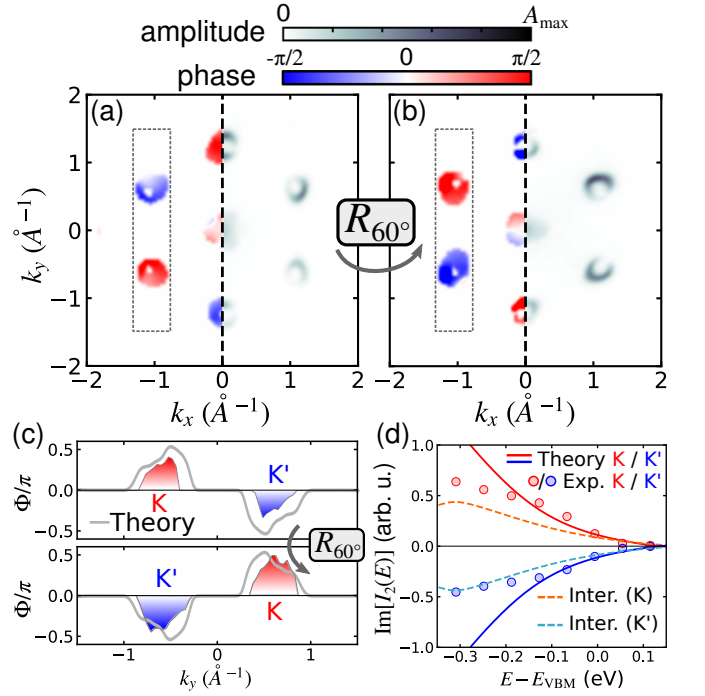 0 A_max
amplitude
-π/2 0 π/2
phase
(a) (b)
2
1
0
−1
−2
k_y (Å⁻¹)
R_60°
−2 −1 0 1 2 −1 0 1 2
k_x (Å⁻¹) k_x (Å⁻¹)
(c) (d)
0.5
0.0
−0.5
Φ/π
K
K'
Theory
R_60°
0.5
0.0
−0.5
Φ/π
K'
K
−1 0 1
k_y (Å⁻¹)
1.0
0.5
0.0
−0.5
−1.0
Im[I₂(E)] (arb. u.)
Theory K / K'
/ Exp. K / K'
Inter. (K)
Inter. (K')
−0.3 −0.2 −0.1 0.0 0.1
E − E_VBM (eV)